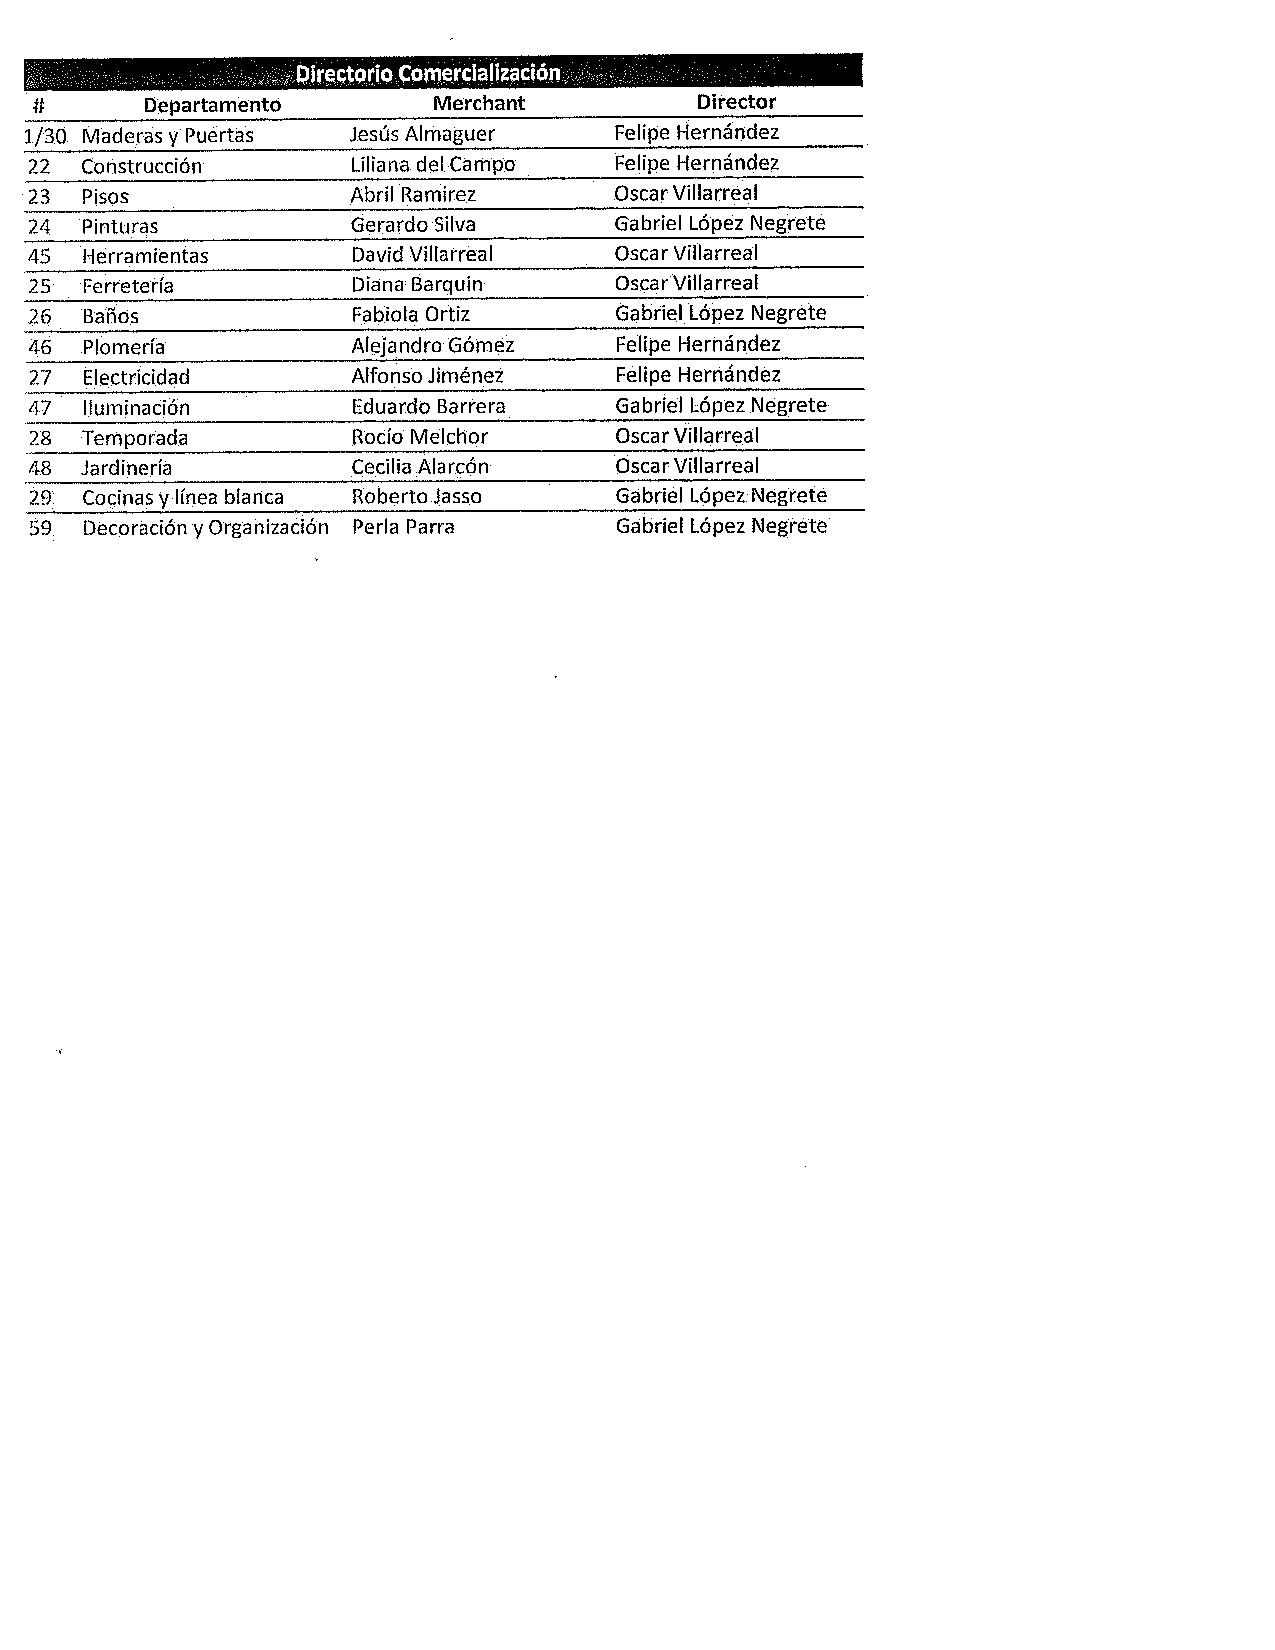 Directorio Comercialización
# Departamento Merchant Director
1/30 Maderas y Puertas Jesús Almaguer Felipe Hernández
22 Construcción Liliana del Campo Felipe Hernández
23 Pisos Abril Ramirez Oscar Villarreal
24 Pinturas Gerardo Silva Gabriel López Negrete
45 Herramientas David Villarreal Oscar Villarreal
25 Ferretería Diana Barquin Oscar Villarreal
26 Baños Fabiola Ortiz Gabriel López Negrete
46 Plomería Alejandro Gómez Felipe Hernández
27 Electricidad Alfonso Jiménez Felipe Hernández
47 Iluminación Eduardo Barrera Gabriel López Negrete
28 Temporada Rocío Melchor Oscar Villarreal
48 Jardinería Cecilia Alarcón Oscar Villarreal
29 Cocinas y línea blanca Roberto Jasso Gabriel López Negrete
59 Decoración y Organización Perla Parra Gabriel López Negrete